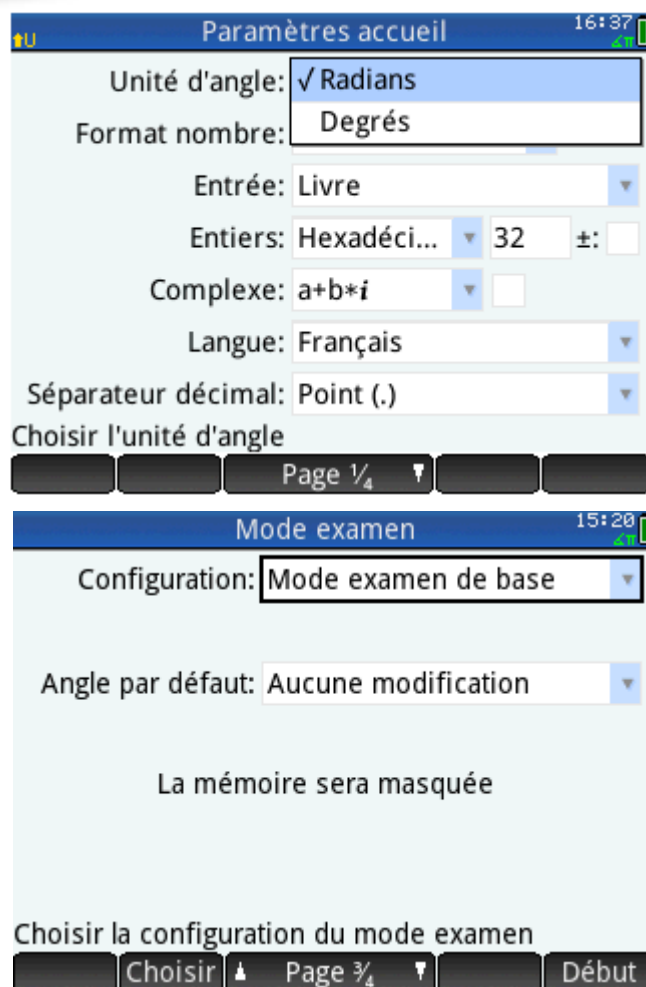 Paramètres accueil 16:37
U ∡π
Unité d'angle: √ Radians
Degrés
Format nombre:
Entrée: Livre
Entiers: Hexadéci... 32 ±:
Complexe: a+b*i
Langue: Français
Séparateur décimal: Point (.)
Choisir l'unité d'angle
Page 1/4
Mode examen 15:20
∡π
Configuration: Mode examen de base
Angle par défaut: Aucune modification
La mémoire sera masquée
Choisir la configuration du mode examen
Choisir Page 3/4 Début